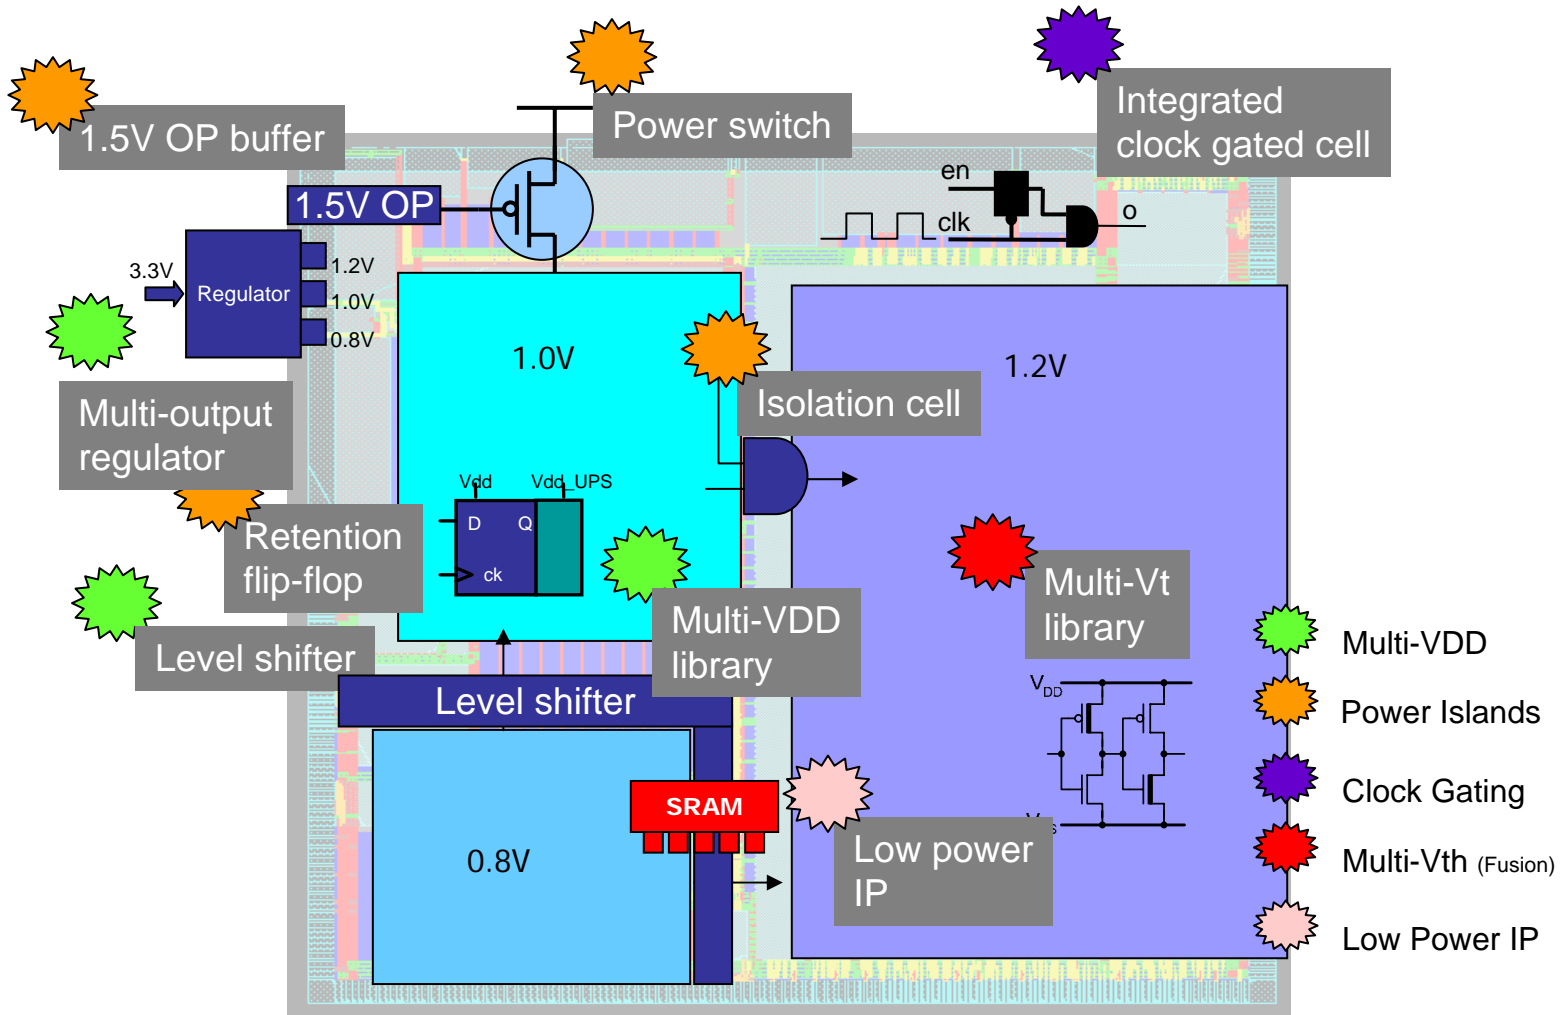 1.5V OP buffer
Power switch
Integrated
clock gated cell
1.5V OP
en
clk
o
3.3V
Regulator
1.2V
1.0V
0.8V
Multi-output
regulator
1.0V
1.2V
Isolation cell
Vdd
Vdd_UPS
D
Q
ck
Retention
flip-flop
Level shifter
Multi-VDD
library
Multi-Vt
library
Level shifter
VDD
SRAM
0.8V
Low power
IP
Multi-VDD
Power Islands
Clock Gating
Multi-Vth (Fusion)
Low Power IP